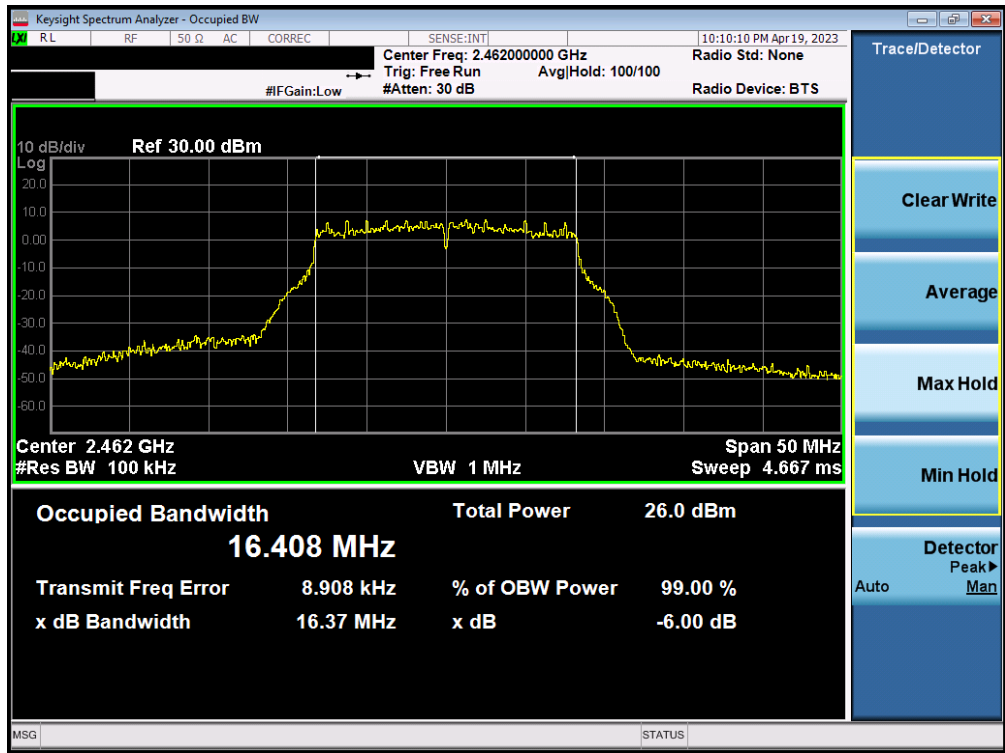 Keysight Spectrum Analyzer - Occupied BW
LXI RL RF 50 Ω AC CORREC SENSE:INT 10:10:10 PM Apr 19, 2023
Center Freq: 2.462000000 GHz Radio Std: None
Trig: Free Run Avg|Hold: 100/100
#IFGain:Low #Atten: 30 dB Radio Device: BTS
10 dB/div Ref 30.00 dBm
Log
20.0
10.0
0.00
-10.0
-20.0
-30.0
-40.0
-50.0
-60.0
Center 2.462 GHz Span 50 MHz
#Res BW 100 kHz VBW 1 MHz Sweep 4.667 ms
Occupied Bandwidth Total Power 26.0 dBm
16.408 MHz
Transmit Freq Error 8.908 kHz % of OBW Power 99.00 %
x dB Bandwidth 16.37 MHz x dB -6.00 dB
MSG STATUS
Trace/Detector
Clear Write
Average
Max Hold
Min Hold
Detector
Peak▶
Auto Man